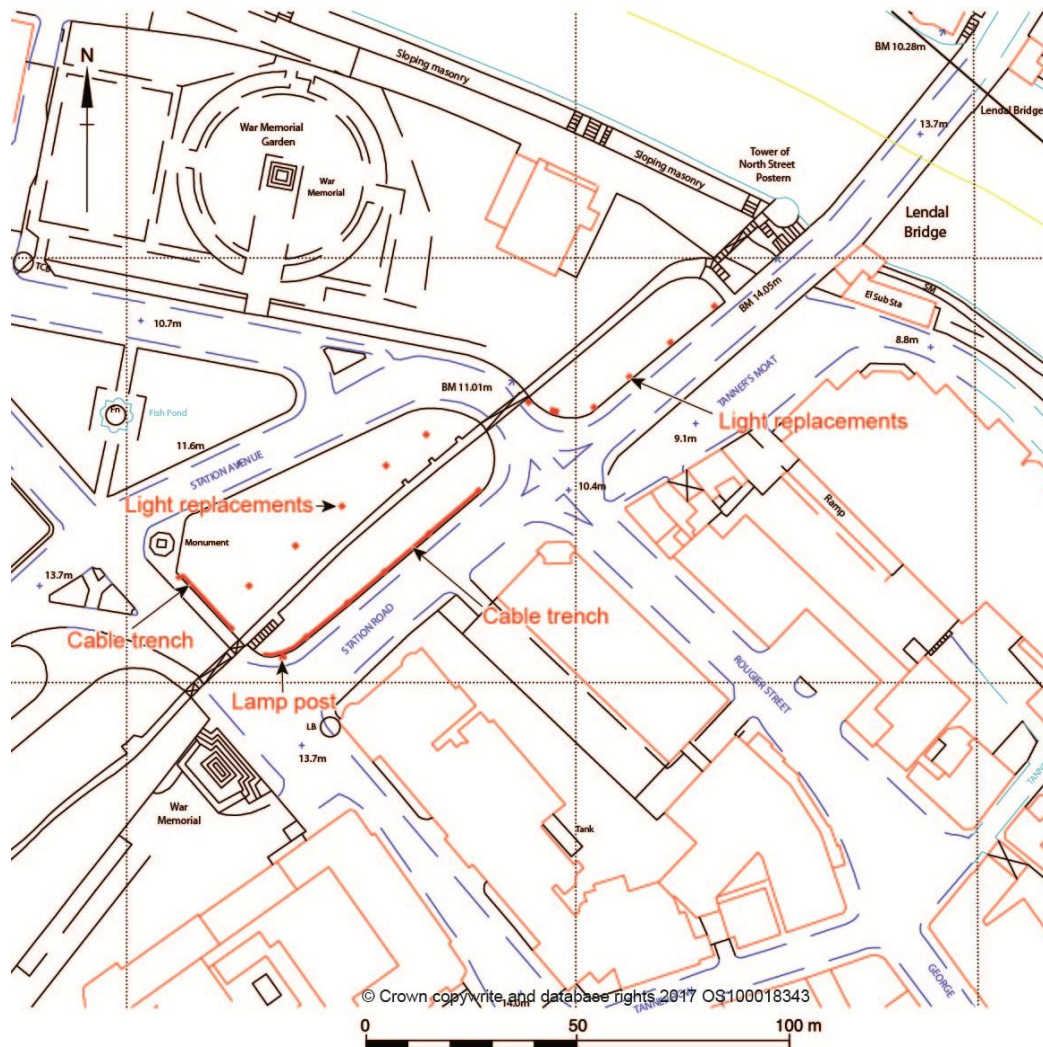 N
Sloping masonry
BM 10.28m
Lendal Bridge
13.7m
War Memorial
Garden
War
Memorial
Sloping masonry
Tower of
North Street
Postern
Lendal
Bridge
TCB
SM
El Sub Sta
BM 14.05m
10.7m
8.8m
BM 11.01m
TANNER'S MOAT
Fn
Fish Pond
Light replacements
9.1m
11.6m
STATION AVENUE
10.4m
Light replacements
Ramp
Monument
13.7m
Cable trench
STATION ROAD
Cable trench
ROUGIER STREET
Lamp post
LB
13.7m
War
Memorial
Tank
GEORGE
© Crown copywrite and database rights 2017 OS100018343
14.0m
0
50
100 m